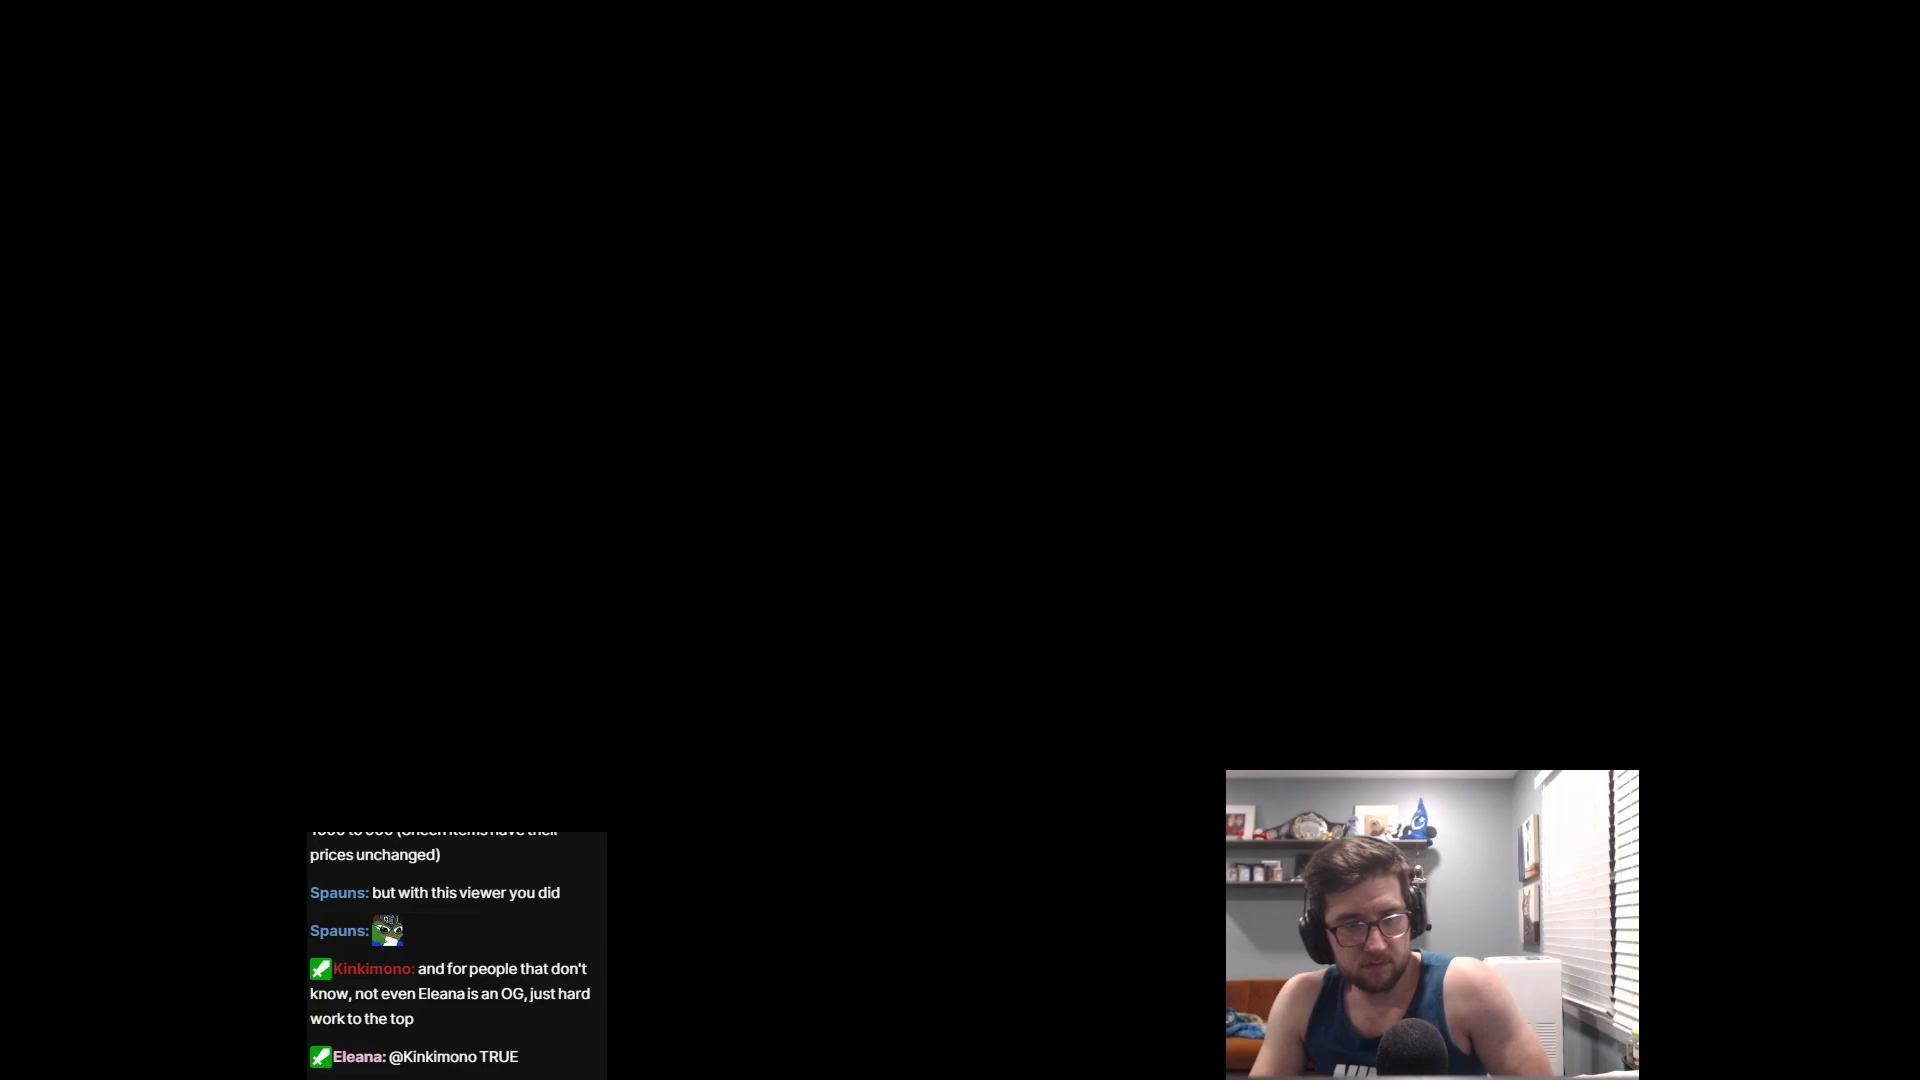 prices unchanged)
Spauns: but with this viewer you did
Spauns:
Kinkimono: and for people that don't
know, not even Eleana is an OG, just hard
work to the top
Eleana: @Kinkimono TRUE